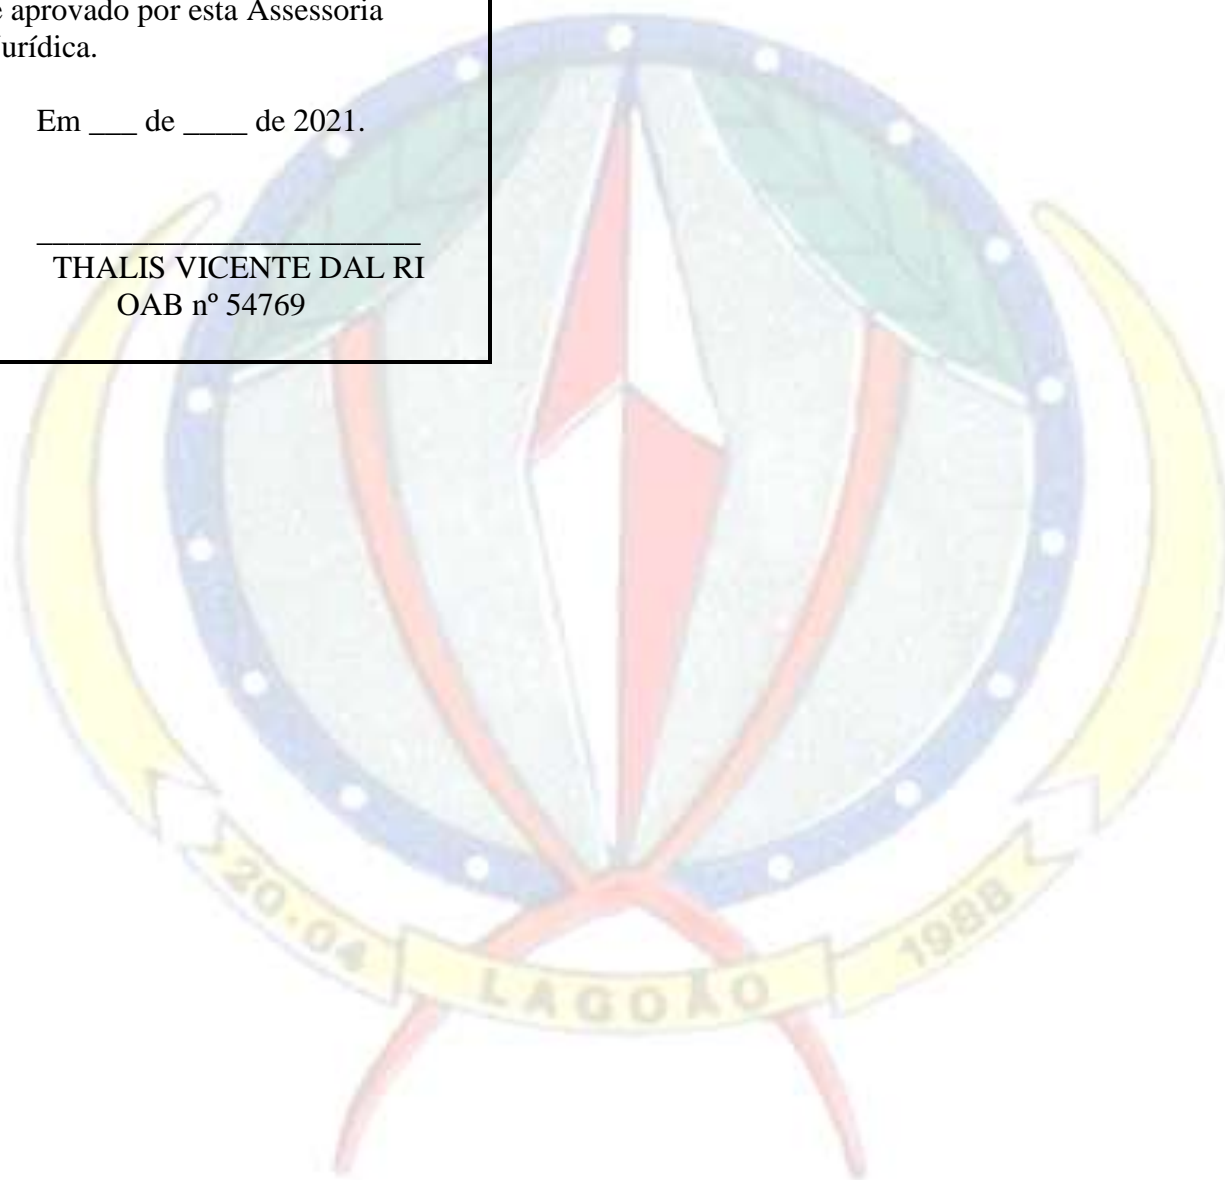 aprovado por esta Assessoria
urídica.
Em ___ de ____ de 2021.
________________________
THALIS VICENTE DAL RI
OAB nº 54769
20·04
LAGOÃO
1988